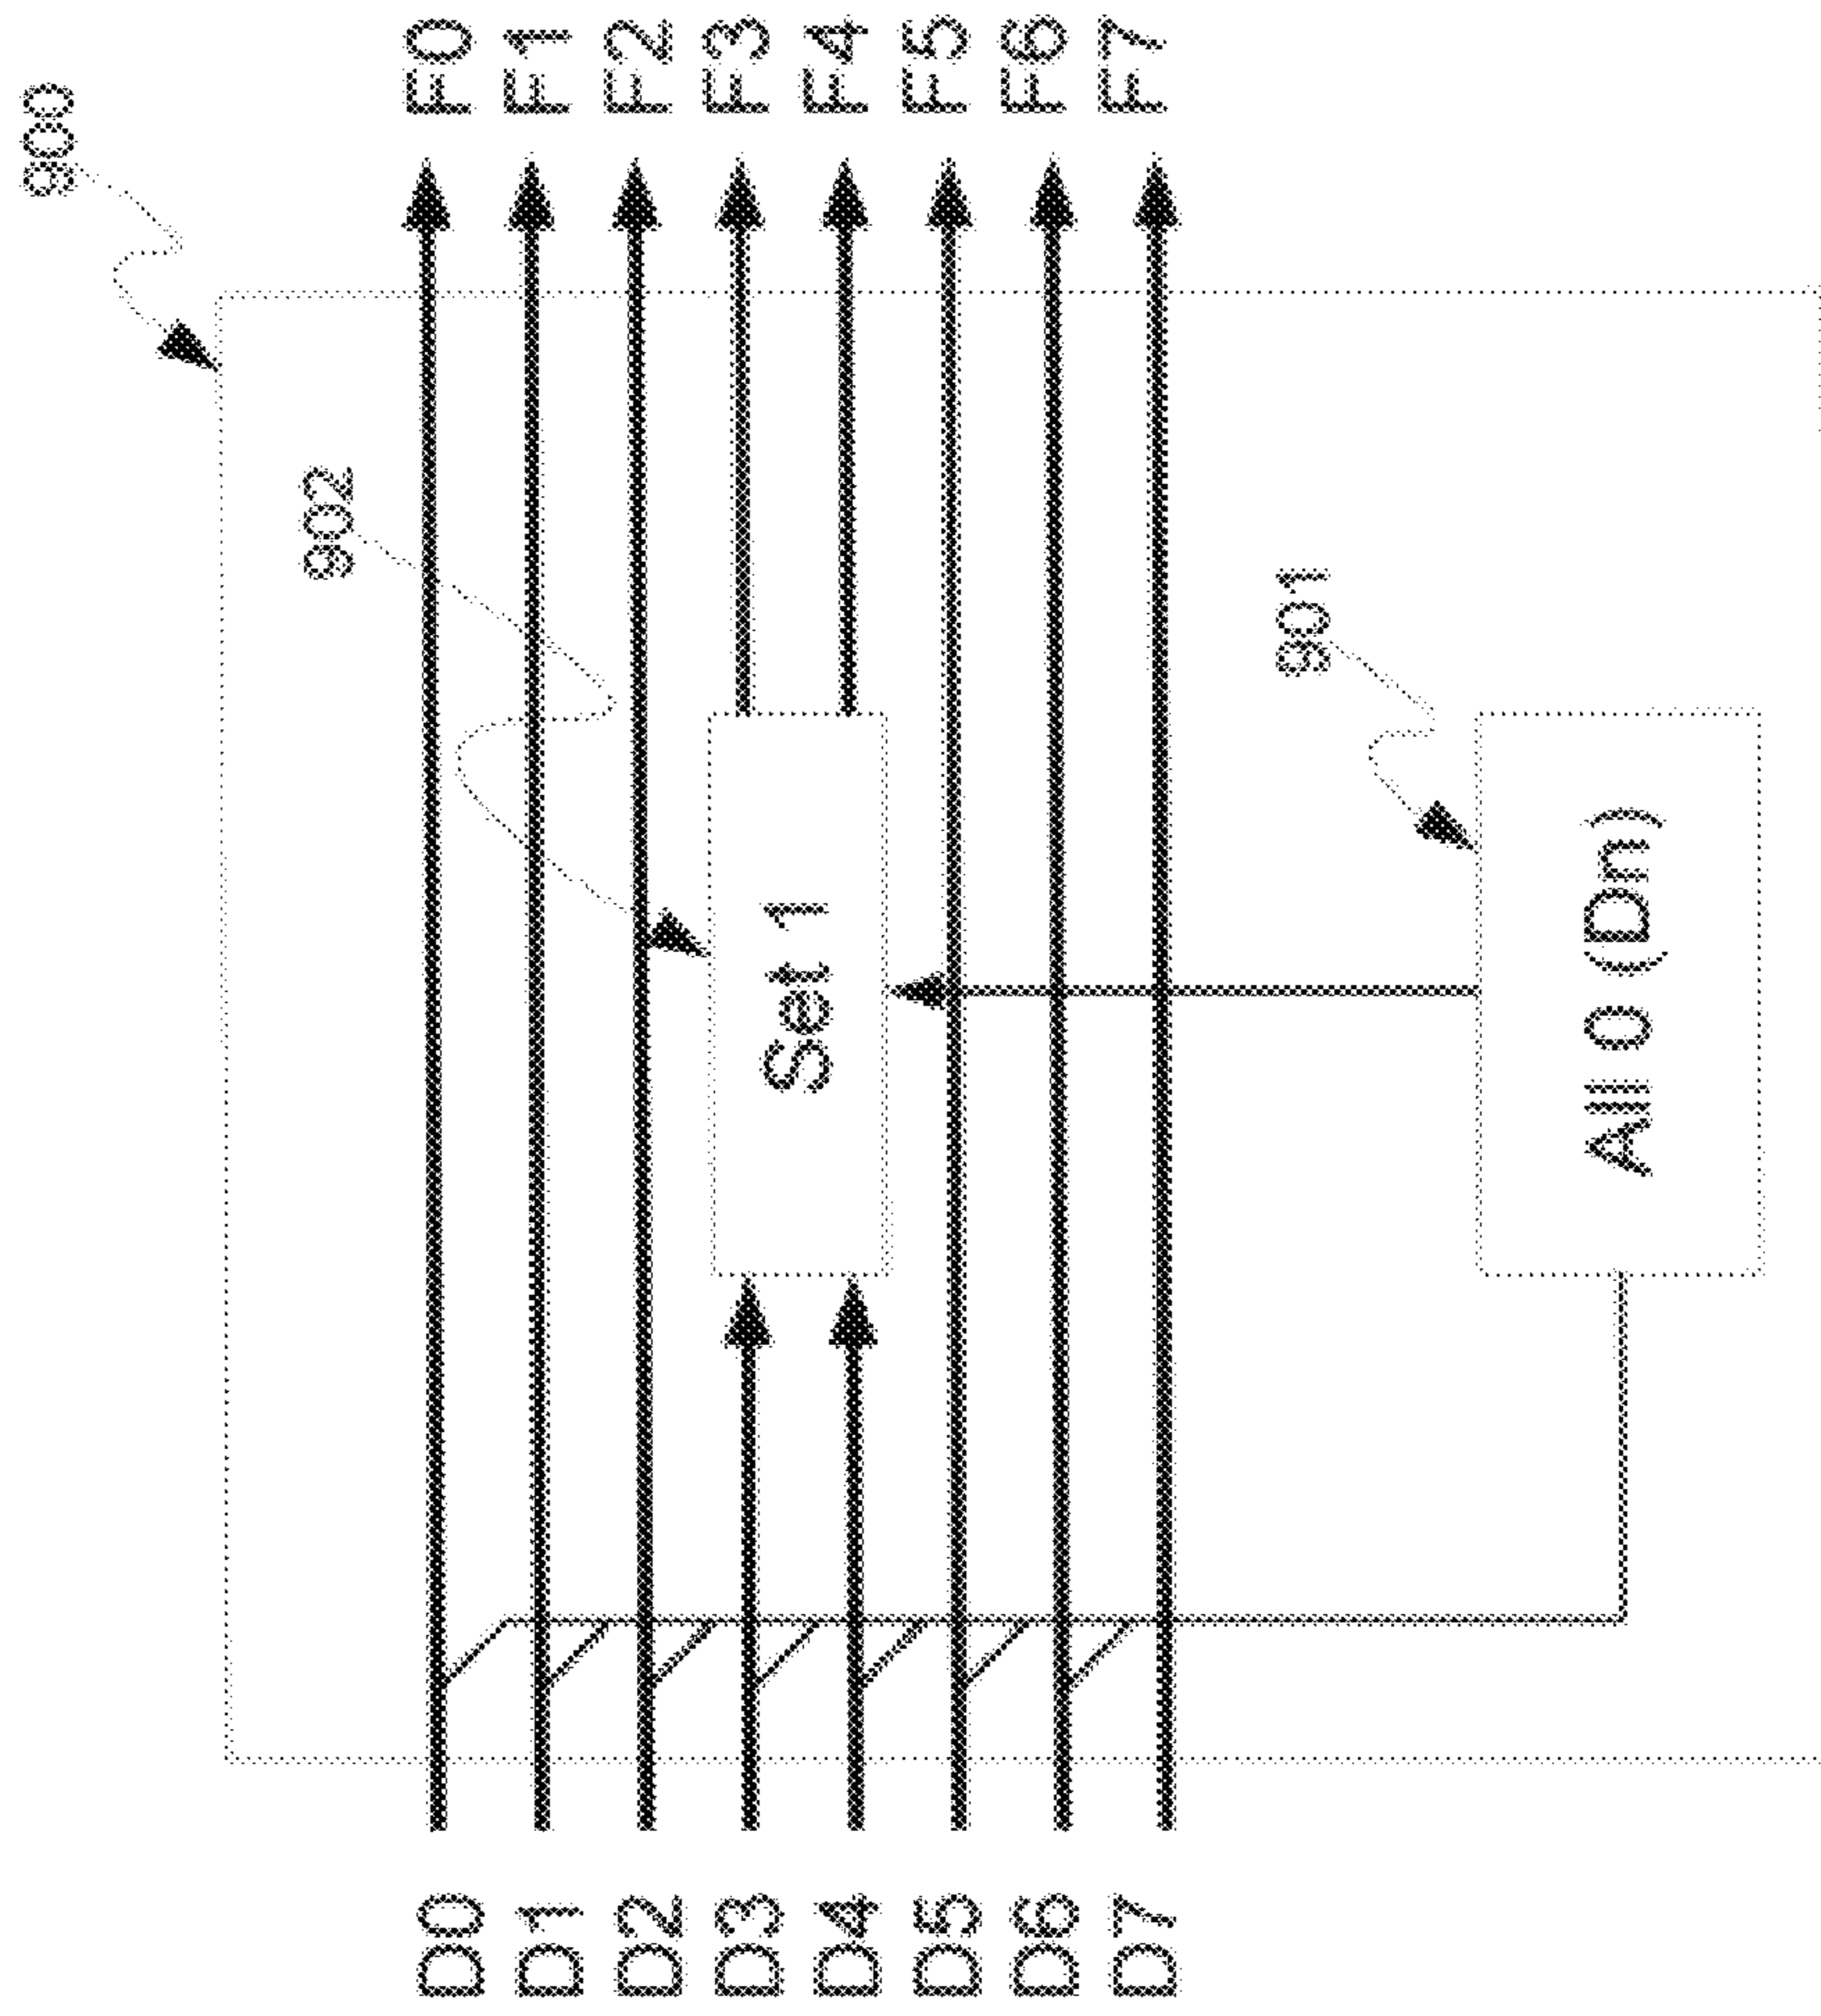 900
902
901
D0
D1
D2
D3
D4
D5
D6
D7
Set 1
All 0 (Dn)
F0
F1
F2
F3
F4
F5
F6
F7